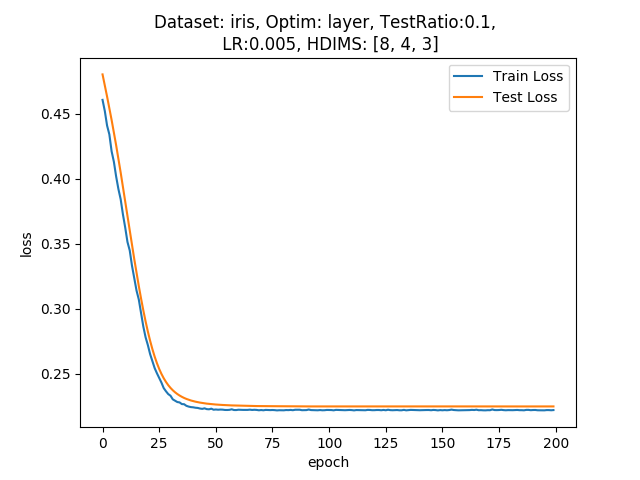 Dataset: iris, Optim: layer, TestRatio:0.1,
LR:0.005, HDIMS: [8, 4, 3]
Train Loss
Test Loss
0.45
0.40
0.35
0.30
0.25
loss
0 25 50 75 100 125 150 175 200
epoch